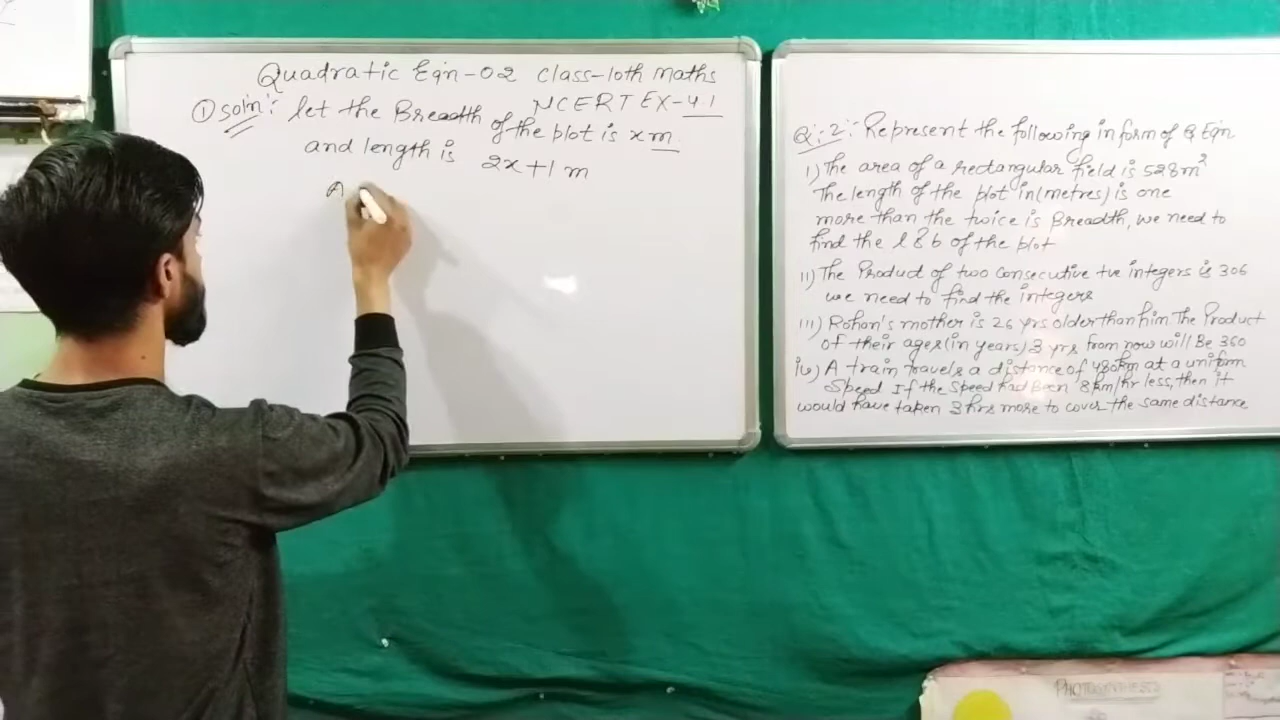 Quadratic Eqn-02 Class-10th Maths
NCERT EX-4.1
① Soln: let the Breadth of the plot is x m
and length is 2x+1 m
A
Q:-2: Represent the following in form of Q Eqn
i) The area of a rectangular field is 528m²
The length of the plot in(metres) is one
more than the twice is Breadth, we need to
find the l & b of the plot
ii) The Product of two consecutive +ve integers is 306
we need to find the integers
iii) Rohan's mother is 26 yrs older than him The Product
of their ages(in years) 3 yrs from now will Be 360
iv) A train travels a distance of 480km at a uniform
Speed If the Speed had Been 8km/hr less, then it
would have taken 3hrs more to cover the same distance
PHOTOSYNTHESIS